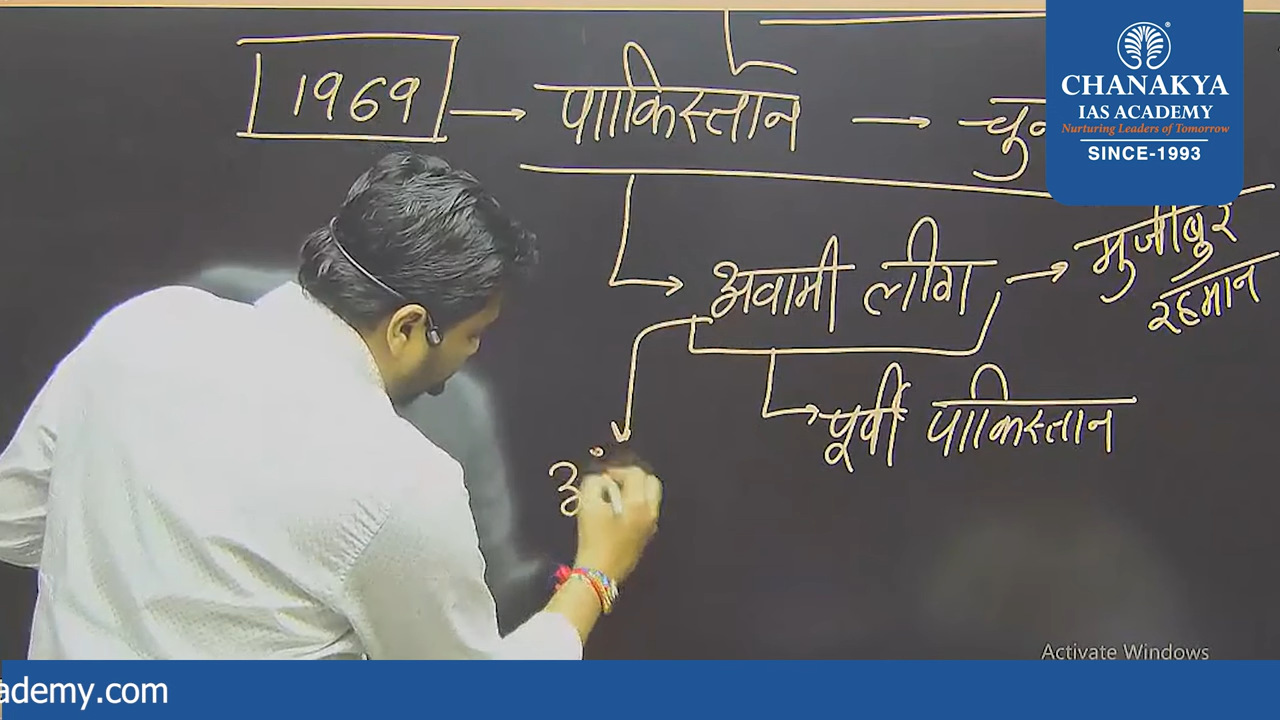 1969 → पाकिस्तान →
CHANAKYA
IAS ACADEMY
Nurturing Leaders of Tomorrow
SINCE-1993
अवामी लीग → मुजीबुर
रहमान
पूर्वी पाकिस्तान
Activate Windows
ademy.com